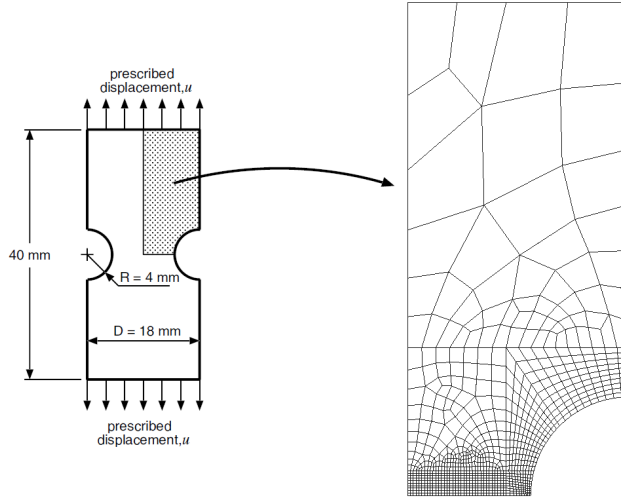 prescribed
displacement,u
40 mm
R = 4 mm
D = 18 mm
prescribed
displacement,u